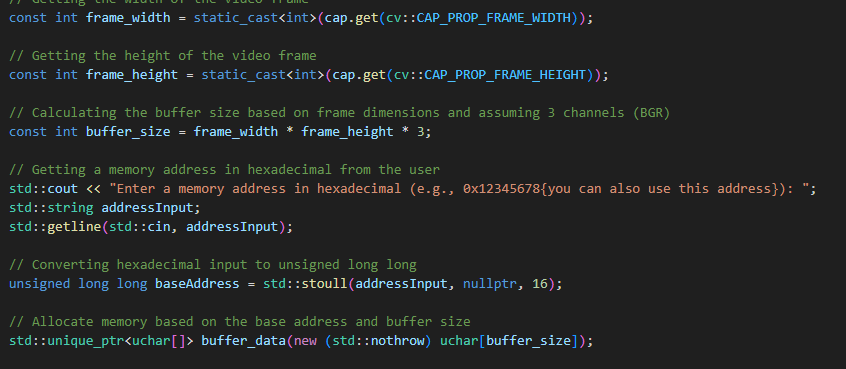 // Getting the width of the video frame
const int frame_width = static_cast<int>(cap.get(cv::CAP_PROP_FRAME_WIDTH));
// Getting the height of the video frame
const int frame_height = static_cast<int>(cap.get(cv::CAP_PROP_FRAME_HEIGHT));
// Calculating the buffer size based on frame dimensions and assuming 3 channels (BGR)
const int buffer_size = frame_width * frame_height * 3;
// Getting a memory address in hexadecimal from the user
std::cout << "Enter a memory address in hexadecimal (e.g., 0x12345678{you can also use this address}): ";
std::string addressInput;
std::getline(std::cin, addressInput);
// Converting hexadecimal input to unsigned long long
unsigned long long baseAddress = std::stoull(addressInput, nullptr, 16);
// Allocate memory based on the base address and buffer size
std::unique_ptr<uchar[]> buffer_data(new (std::nothrow) uchar[buffer_size]);